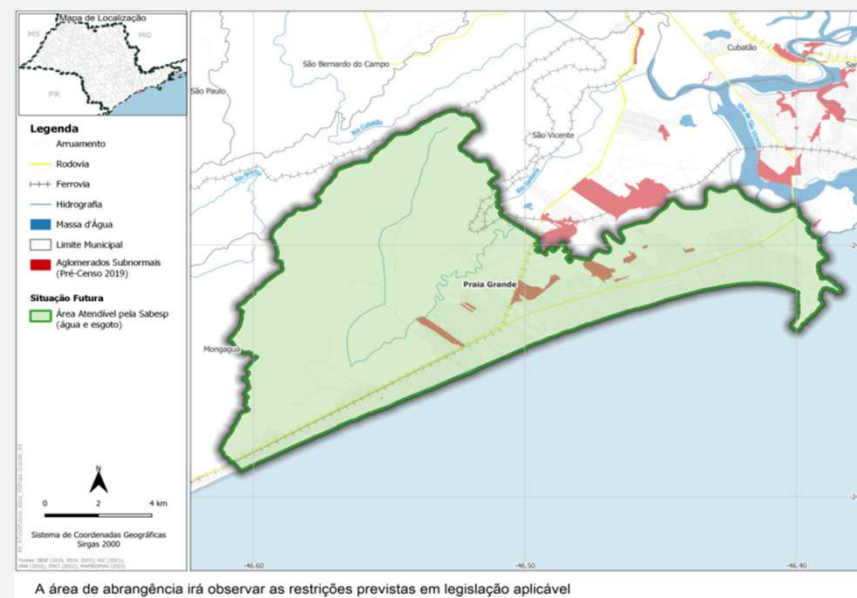 Mapa de Localização
MS
MG
PR
Legenda
Arruamento
Rodovia
Ferrovia
Hidrografia
Massa d'Água
Limite Municipal
Aglomerados Subnormais
(Pré-Censo 2019)
Situação Futura
Área Atendível pela Sabesp
(água e esgoto)
N
0 2 4 km
Sistema de Coordenadas Geográficas
Sirgas 2000
São Paulo
São Bernardo do Campo
Cubatão
São Vicente
Rio Cubatão
Praia Grande
Mongaguá
-46.60
-46.50
-46.40
A área de abrangência irá observar as restrições previstas em legislação aplicável